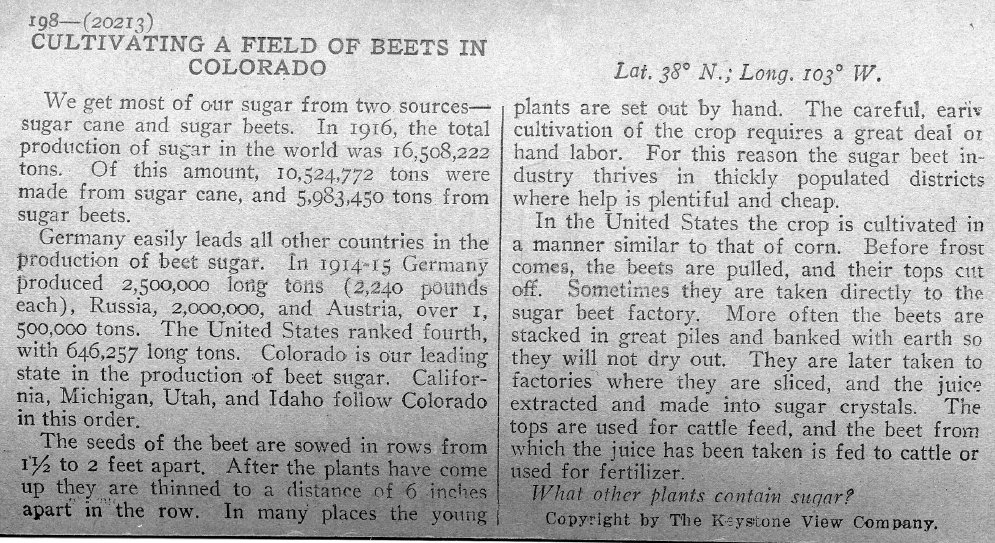 198—(20213)
CULTIVATING A FIELD OF BEETS IN
COLORADO
Lat. 38° N.; Long. 103° W.
We get most of our sugar from two sources—
sugar cane and sugar beets. In 1916, the total
production of sugar in the world was 16,508,222
tons. Of this amount, 10,524,772 tons were
made from sugar cane, and 5,983,450 tons from
sugar beets.
Germany easily leads all other countries in the
production of beet sugar. In 1914-15 Germany
produced 2,500,000 long tons (2,240 pounds
each), Russia, 2,000,000, and Austria, over 1,
500,000 tons. The United States ranked fourth,
with 646,257 long tons. Colorado is our leading
state in the production of beet sugar. Califor-
nia, Michigan, Utah, and Idaho follow Colorado
in this order.
The seeds of the beet are sowed in rows from
1½ to 2 feet apart. After the plants have come
up they are thinned to a distance of 6 inches
apart in the row. In many places the young
plants are set out by hand. The careful, early
cultivation of the crop requires a great deal of
hand labor. For this reason the sugar beet in-
dustry thrives in thickly populated districts
where help is plentiful and cheap.
In the United States the crop is cultivated in
a manner similar to that of corn. Before frost
comes, the beets are pulled, and their tops cut
off. Sometimes they are taken directly to the
sugar beet factory. More often the beets are
stacked in great piles and banked with earth so
they will not dry out. They are later taken to
factories where they are sliced, and the juice
extracted and made into sugar crystals. The
tops are used for cattle feed, and the beet from
which the juice has been taken is fed to cattle or
used for fertilizer.
What other plants contain sugar?
Copyright by The Keystone View Company.